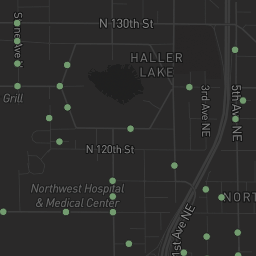 N 130th St
HALLER
LAKE
Grill
3rd Ave NE
5th Ave NE
N 120th St
Northwest Hospital
& Medical Center
NORT
1st Ave NE